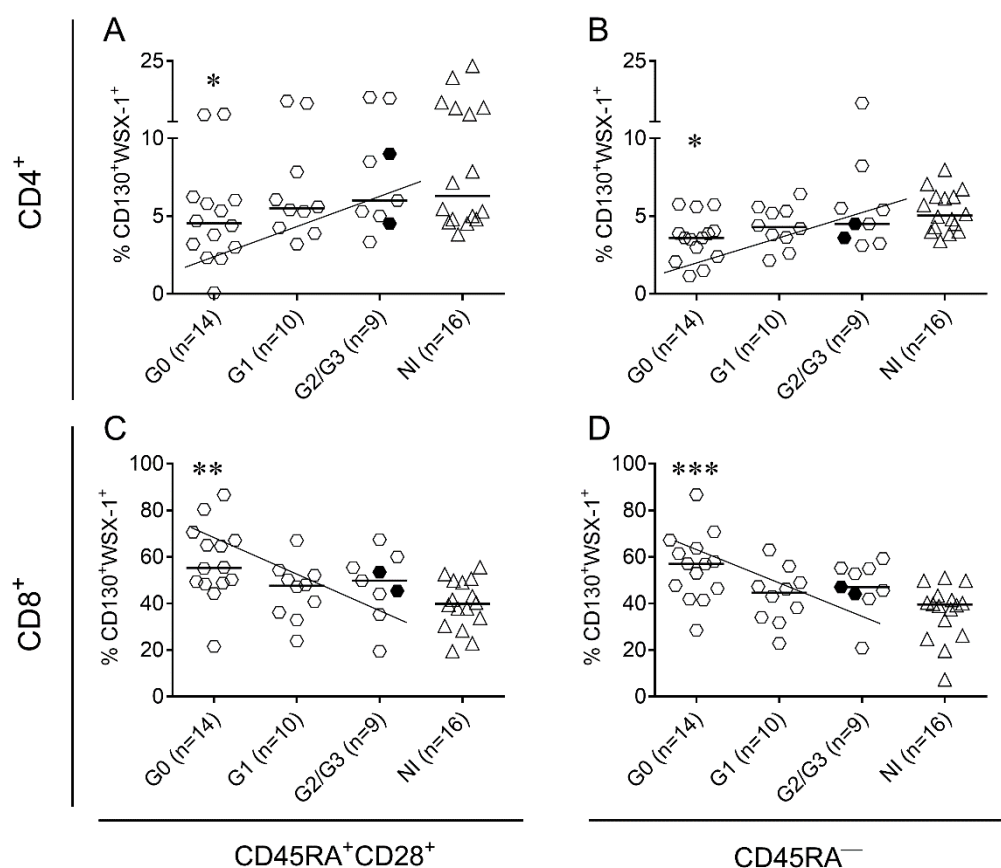 A
B
CD4+
% CD130+WSX-1+
25
10
5
0
*
G0 (n=14)
G1 (n=10)
G2/G3 (n=9)
NI (n=16)
% CD130+WSX-1+
25
10
5
0
*
G0 (n=14)
G1 (n=10)
G2/G3 (n=9)
NI (n=16)
C
D
CD8+
% CD130+WSX-1+
100
80
60
40
20
0
**
G0 (n=14)
G1 (n=10)
G2/G3 (n=9)
NI (n=16)
% CD130+WSX-1+
100
80
60
40
20
0
***
G0 (n=14)
G1 (n=10)
G2/G3 (n=9)
NI (n=16)
CD45RA+CD28+
CD45RA—